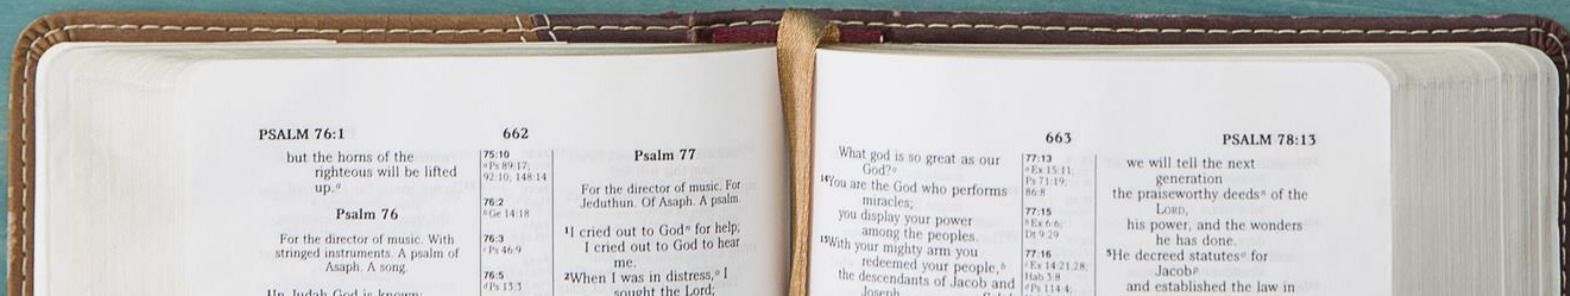 PSALM 76:1
662
but the horns of the
righteous will be lifted
up.
Psalm 76
For the director of music. With
stringed instruments. A psalm of
Asaph. A song.
In Judah God is known;
75:10
Ps 89:17;
92:10; 148:14
76:2
Ge 14:18
76:3
Ps 46:9
76:5
Ps 13:3
Psalm 77
For the director of music. For
Jeduthun. Of Asaph. A psalm.
1I cried out to God for help;
I cried out to God to hear
me.
2When I was in distress, I
sought the Lord;
663
PSALM 78:13
What god is so great as our
God?
14You are the God who performs
miracles;
you display your power
among the peoples.
15With your mighty arm you
redeemed your people,
the descendants of Jacob and
Joseph.
77:13
Ex 15:11;
Ps 71:19;
86:8
77:15
Ex 6:6;
Dt 9:29
77:16
Ex 14:21,28;
Hab 3:8
Ps 114:4;
we will tell the next
generation
the praiseworthy deeds of the
LORD,
his power, and the wonders
he has done.
5He decreed statutes for
Jacob
and established the law in